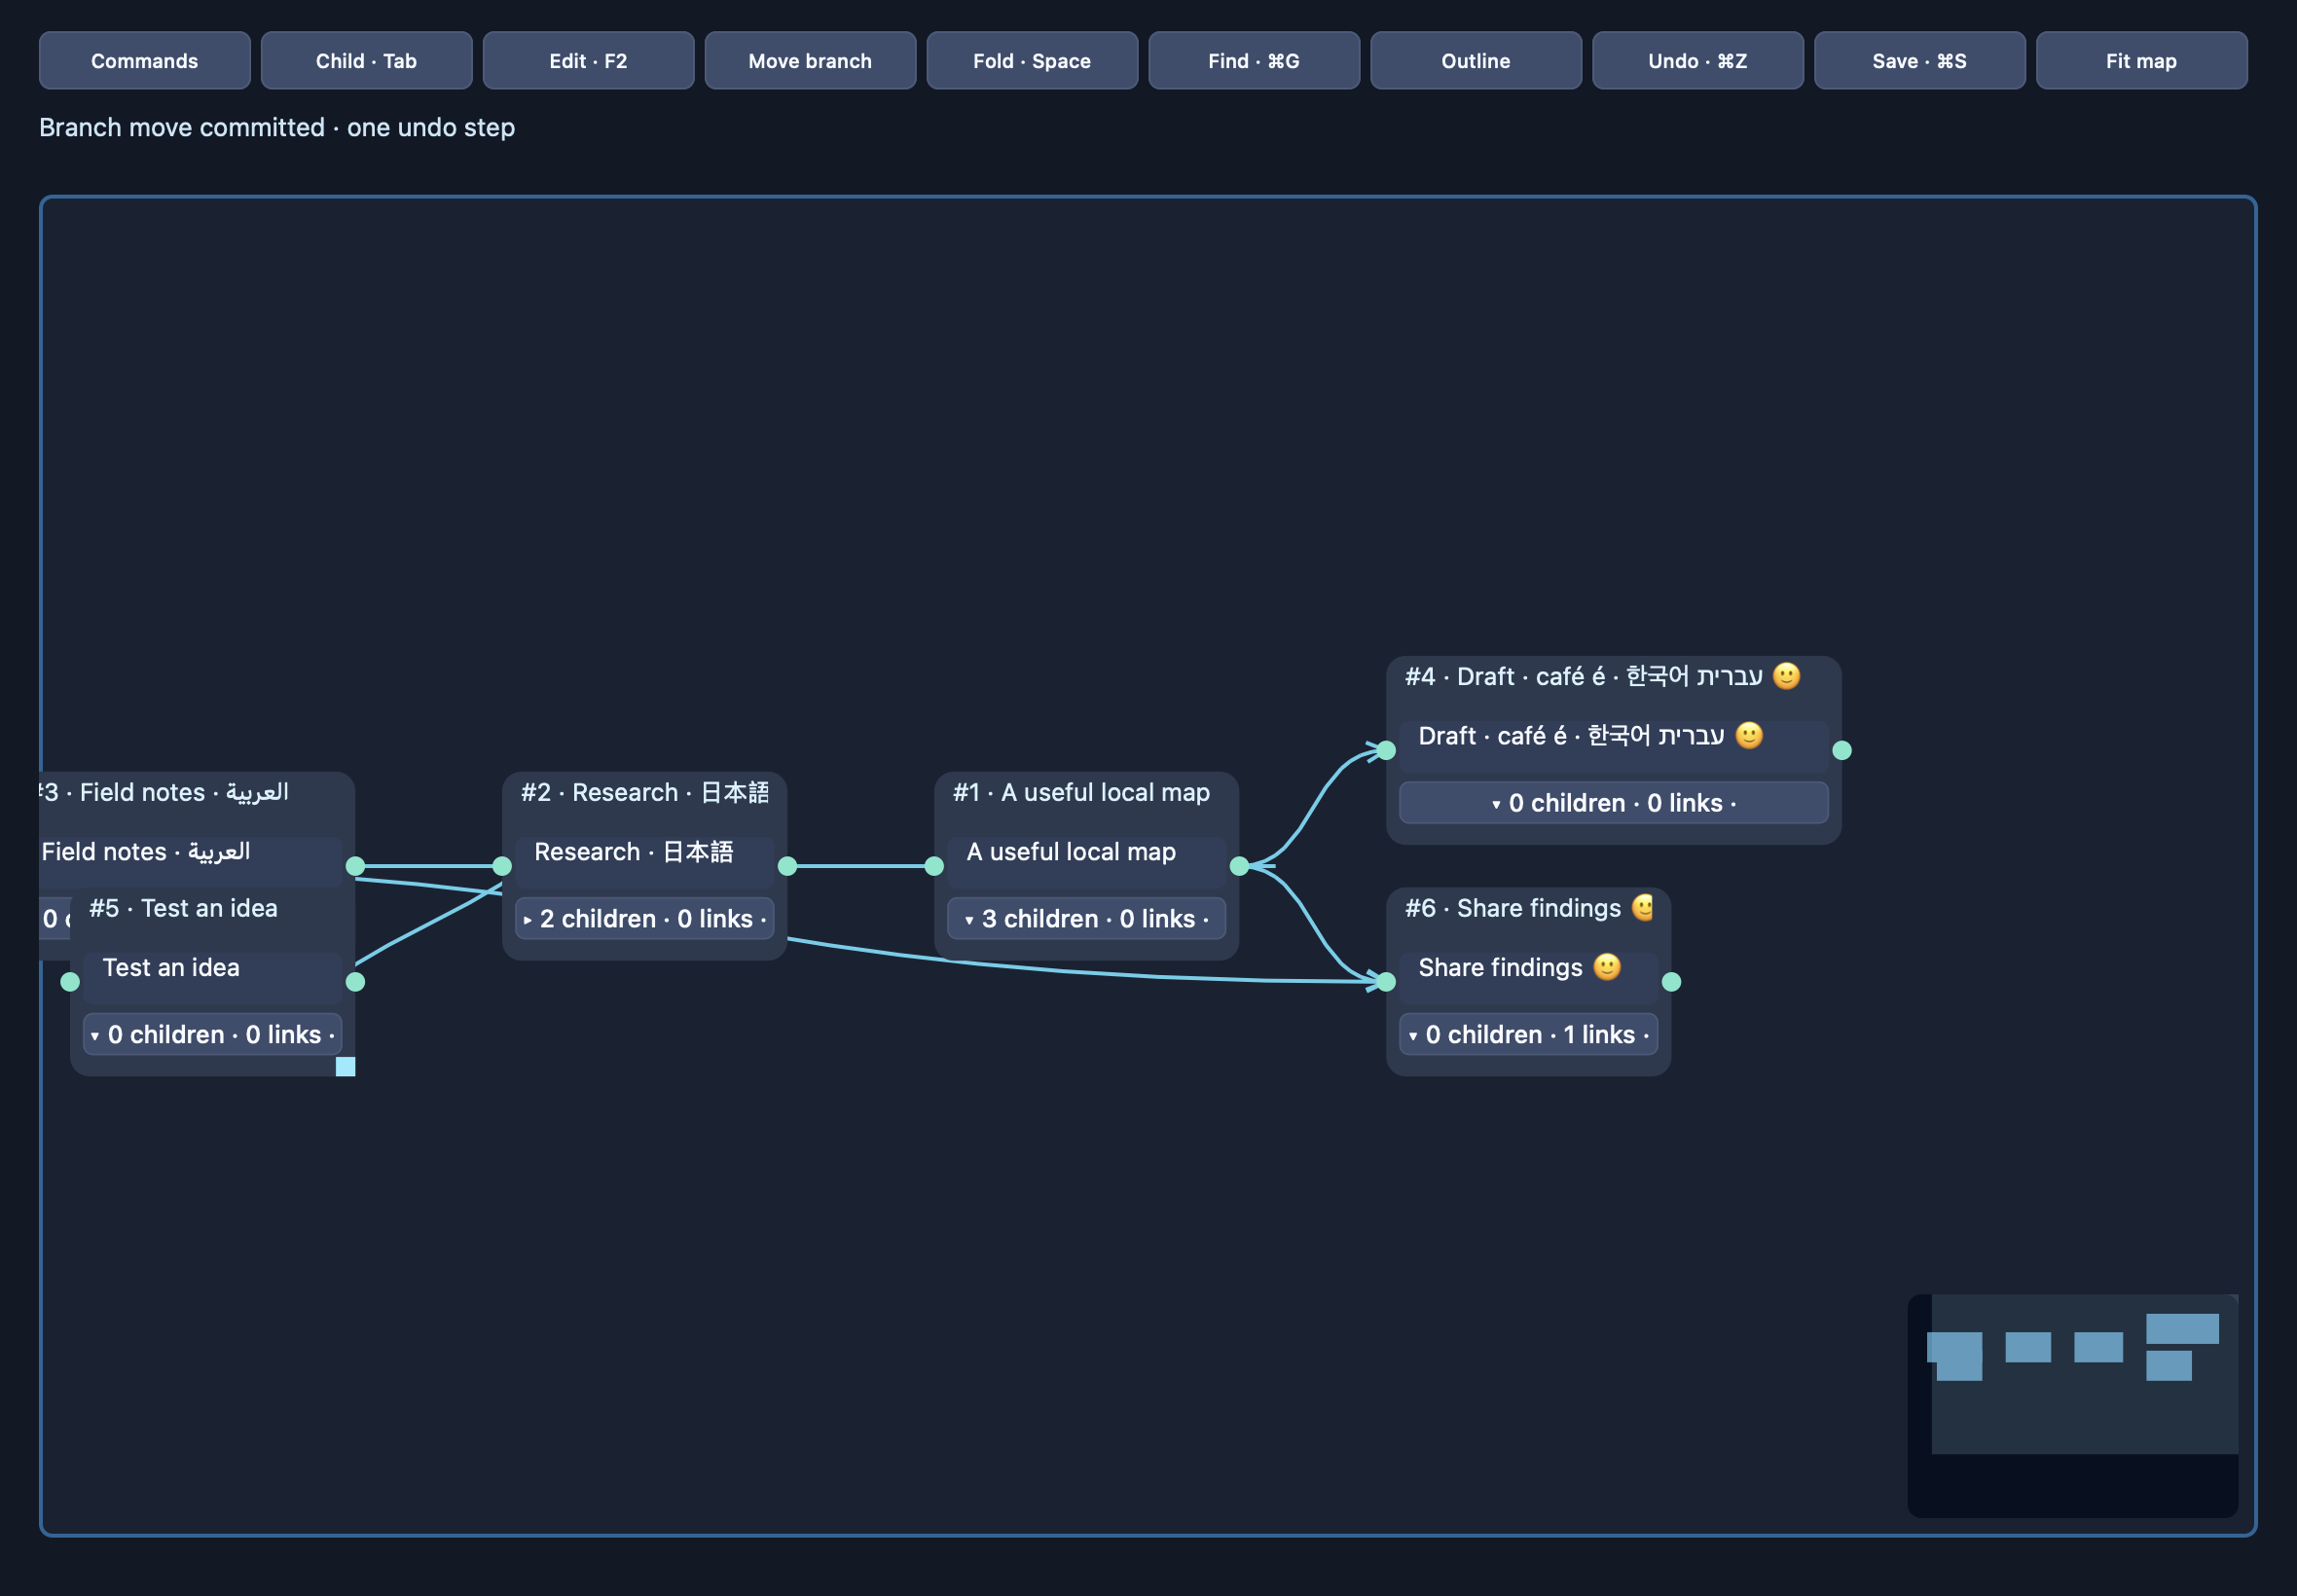 Commands
Child · Tab
Edit · F2
Move branch
Fold · Space
Find · ⌘G
Outline
Undo · ⌘Z
Save · ⌘S
Fit map
Branch move committed · one undo step
#4 · Draft · café é · 한국어 עברית 🙂
Draft · café é · 한국어 עברית 🙂
▾ 0 children · 0 links ·
#3 · Field notes · العربية
Field notes · العربية
0
#5 · Test an idea
Test an idea
▾ 0 children · 0 links ·
#2 · Research · 日本語
Research · 日本語
▸ 2 children · 0 links ·
#1 · A useful local map
A useful local map
▾ 3 children · 0 links ·
#6 · Share findings 🙂
Share findings 🙂
▾ 0 children · 1 links ·